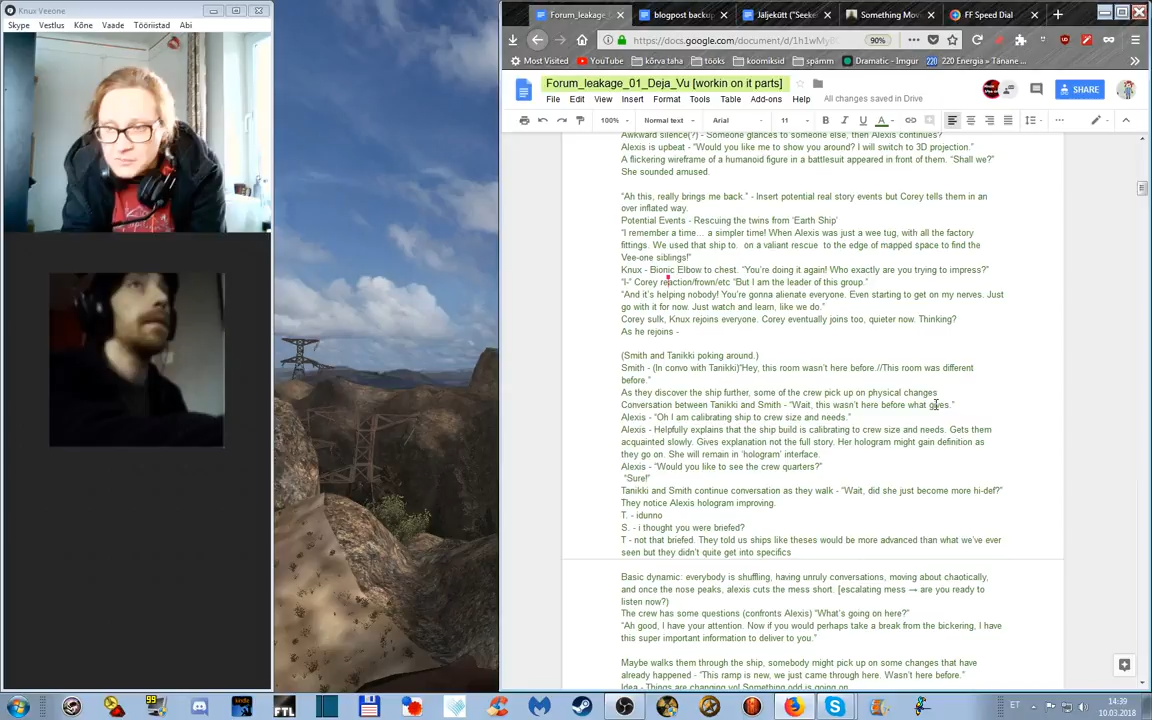 Knux Veeone
Skype Vestlus Kõne Vaade Tööriistad Abi
Forum_leakage_
blogpost backup
Jäljekütt ("Seeke
Something Mov
FF Speed Dial
https://docs.google.com/document/d/1h1wMyB
90%
Most Visited YouTube kõrva taha tööks koomiksid spämm Dramatic - Imgur 220 Energia » Tänane ...
Forum_leakage_01_Deja_Vu [workin on it parts]
File Edit View Insert Format Tools Table Add-ons Help All changes saved in Drive
SHARE
100% Normal text Arial 11 B I U A
Awkward silence(?) - Someone glances to someone else, then Alexis continues?
Alexis is upbeat - “Would you like me to show you around? I will switch to 3D projection.”
A flickering wireframe of a humanoid figure in a battlesuit appeared in front of them. “Shall we?”
She sounded amused.
“Ah this, really brings me back.” - Insert potential real story events but Corey tells them in an
over inflated way.
Potential Events - Rescuing the twins from ‘Earth Ship’
“I remember a time… a simpler time! When Alexis was just a wee tug, with all the factory
fittings. We used that ship to. on a valiant rescue to the edge of mapped space to find the
Vee-one siblings!”
Knux - Bionic Elbow to chest. “You’re doing it again! Who exactly are you trying to impress?”
“I-” Corey reaction/frown/etc “But I am the leader of this group.”
“And it’s helping nobody! You’re gonna alienate everyone. Even starting to get on my nerves. Just
go with it for now. Just watch and learn, like we do.”
Corey sulk, Knux rejoins everyone. Corey eventually joins too, quieter now. Thinking?
As he rejoins -
(Smith and Tanikki poking around.)
Smith - (In convo with Tanikki)“Hey, this room wasn’t here before.//This room was different
before.”
As they discover the ship further, some of the crew pick up on physical changes
Conversation between Tanikki and Smith - “Wait, this wasn’t here before what gives.”
Alexis - “Oh I am calibrating ship to crew size and needs.”
Alexis - Helpfully explains that the ship build is calibrating to crew size and needs. Gets them
acquainted slowly. Gives explanation not the full story. Her hologram might gain definition as
they go on. She will remain in ‘hologram’ interface.
Alexis - “Would you like to see the crew quarters?”
“Sure!”
Tanikki and Smith continue conversation as they walk - “Wait, did she just become more hi-def?”
They notice Alexis hologram improving.
T. - idunno
S. - i thought you were briefed?
T - not that briefed. They told us ships like theses would be more advanced than what we’ve ever
seen but they didn’t quite get into specifics
Basic dynamic: everybody is shuffling, having unruly conversations, moving about chaotically,
and once the nose peaks, alexis cuts the mess short. [escalating mess → are you ready to
listen now?)
The crew has some questions (confronts Alexis) “What’s going on here?”
“Ah good, I have your attention. Now if you would perhaps take a break from the bickering, I have
this super important information to deliver to you.”
Maybe walks them through the ship, somebody might pick up on some changes that have
already happened - “This ramp is new, we just came through here. Wasn’t here before.”
Idea - Things are changing yo! Something odd is going on
99
kindle
FTL
ET
14:39
10.03.2018